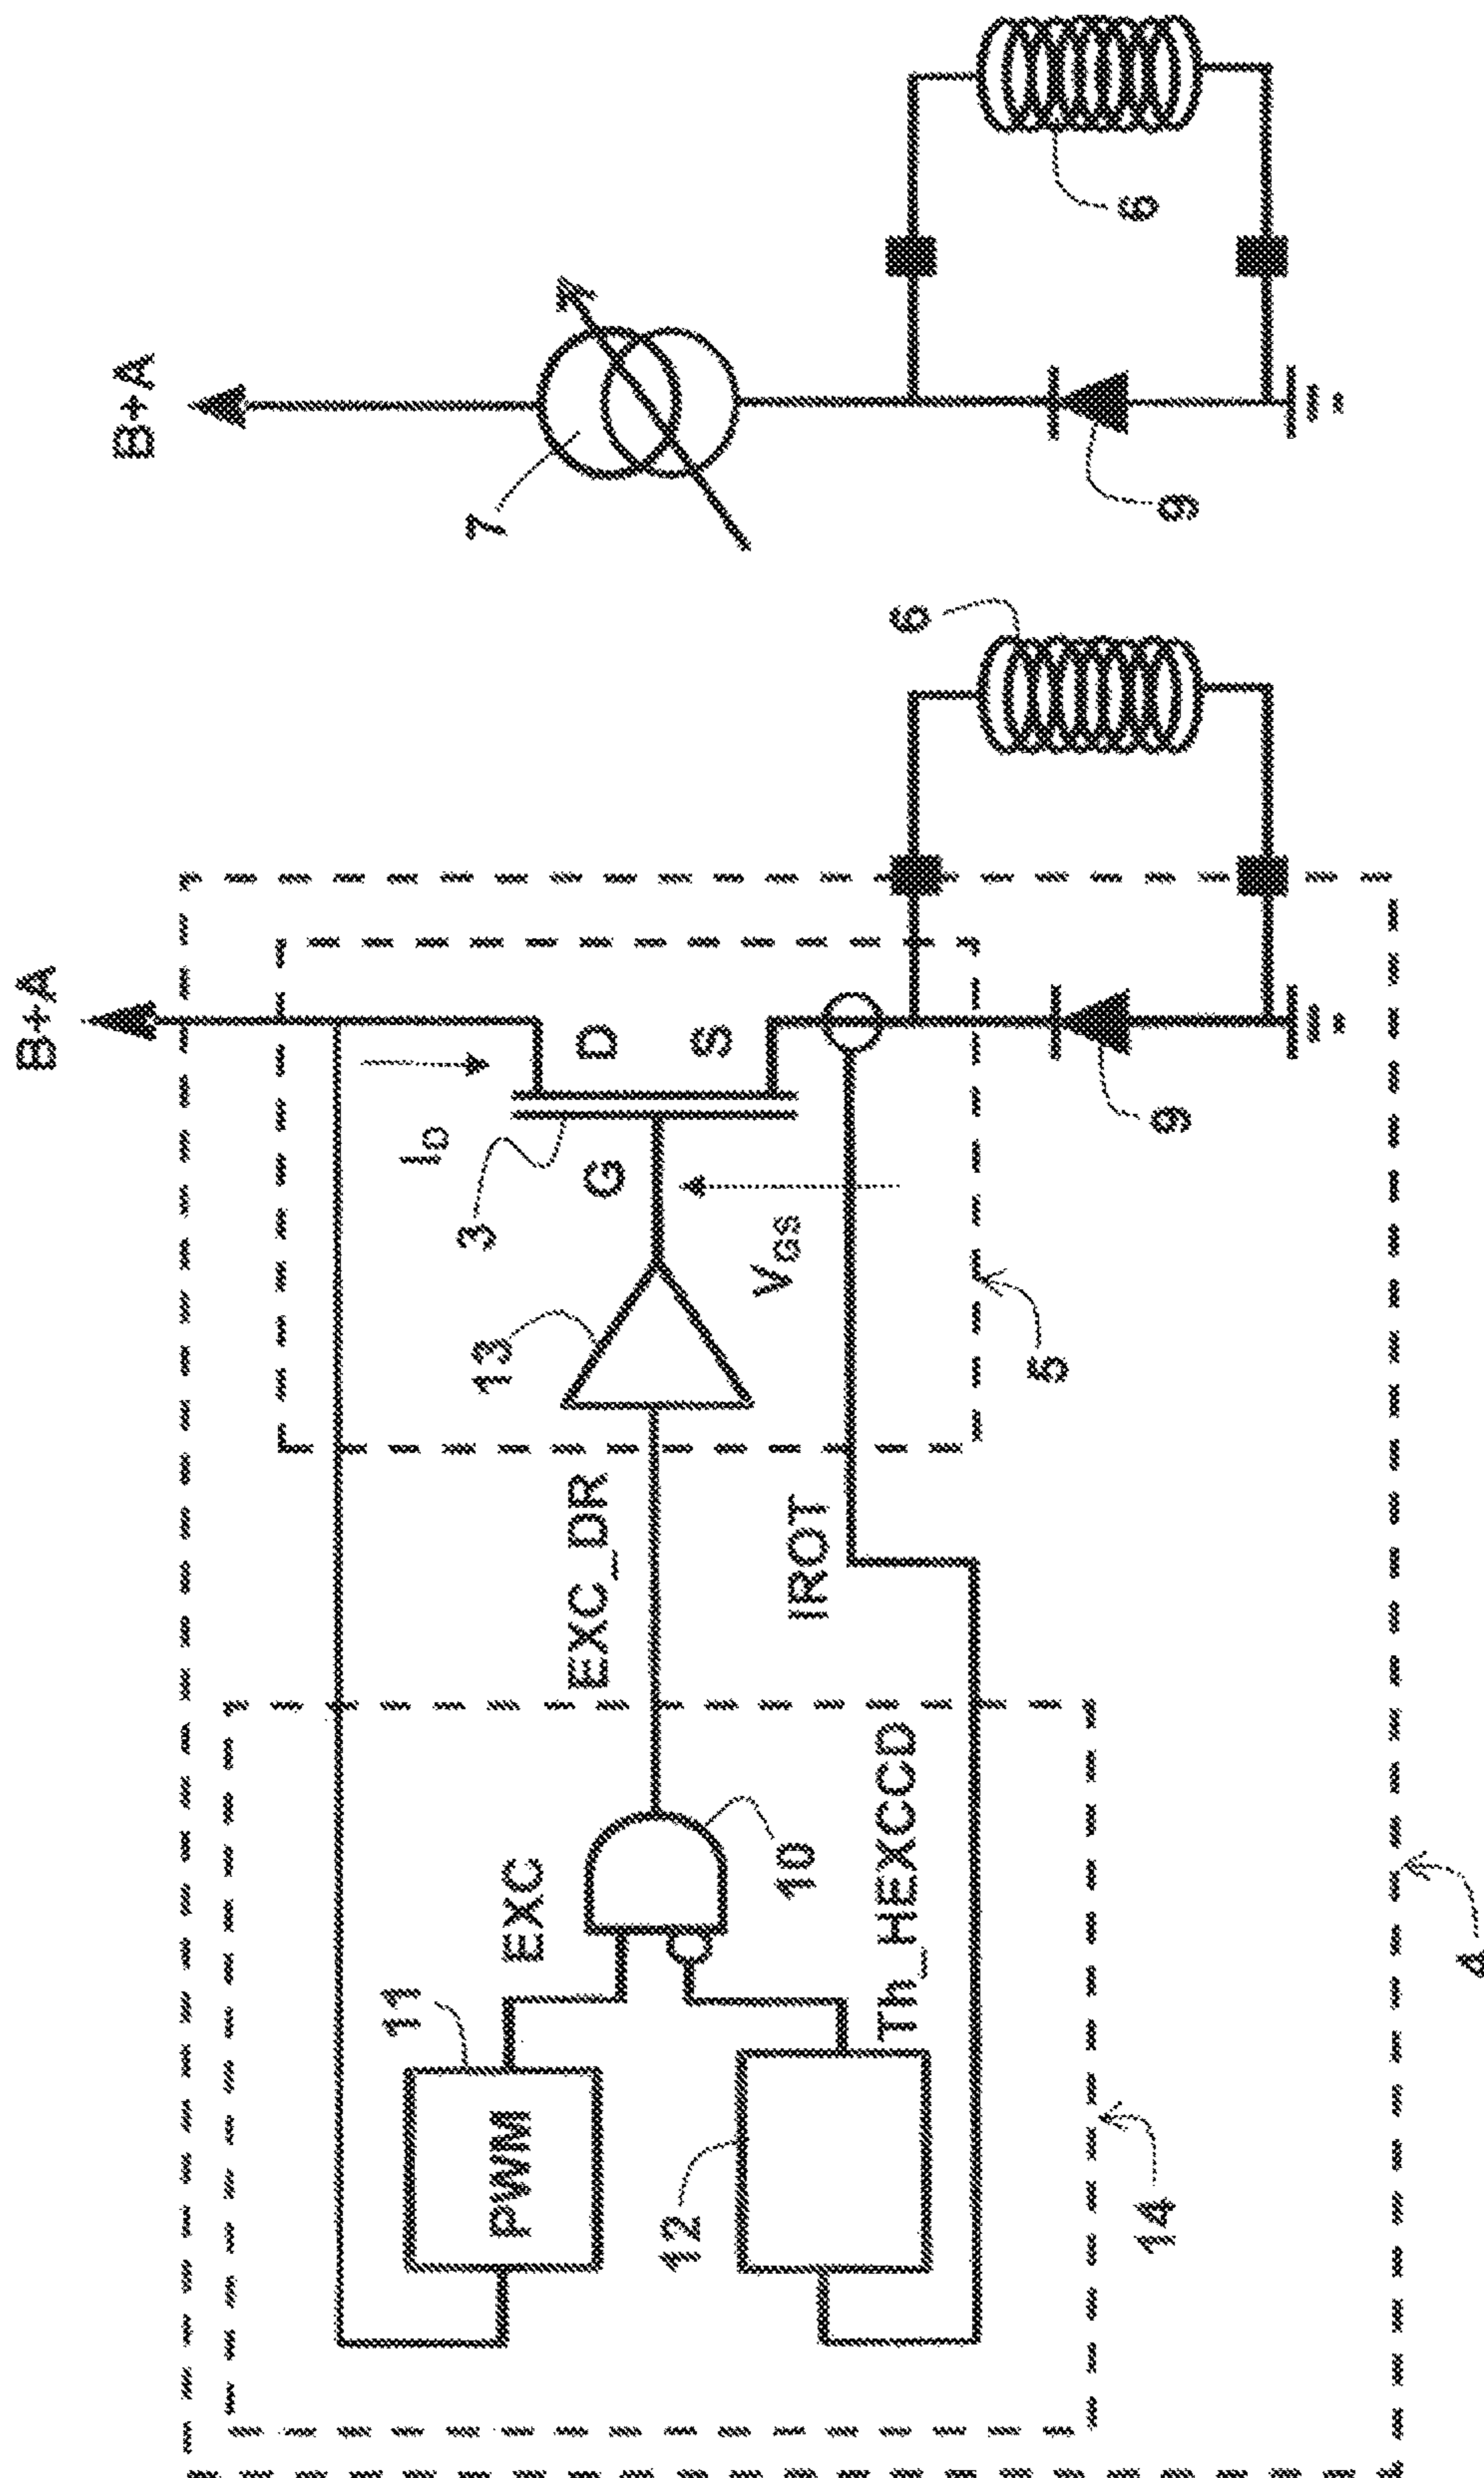 B+A
7
6
9
B+A
I_D
D
S
G
3
V_GS
13
5
6
9
EXC_DR
IROT
EXC
10
Th_HEXCCD
11
PWM
12
14
4